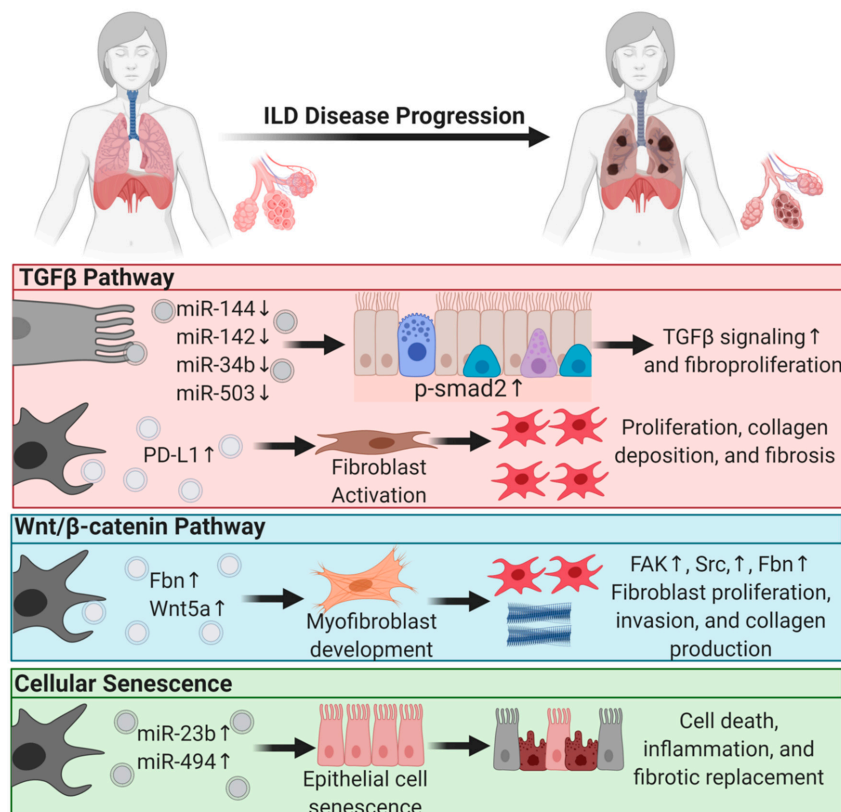 ILD Disease Progression
TGFβ Pathway
miR-144↓
miR-142↓
miR-34b↓
miR-503↓
p-smad2↑
TGFβ signaling↑
and fibroproliferation
PD-L1↑
Fibroblast
Activation
Proliferation, collagen
deposition, and fibrosis
Wnt/β-catenin Pathway
Fbn↑
Wnt5a↑
Myofibroblast
development
FAK↑, Src,↑, Fbn↑
Fibroblast proliferation,
invasion, and collagen
production
Cellular Senescence
miR-23b↑
miR-494↑
Epithelial cell
senescence
Cell death,
inflammation, and
fibrotic replacement